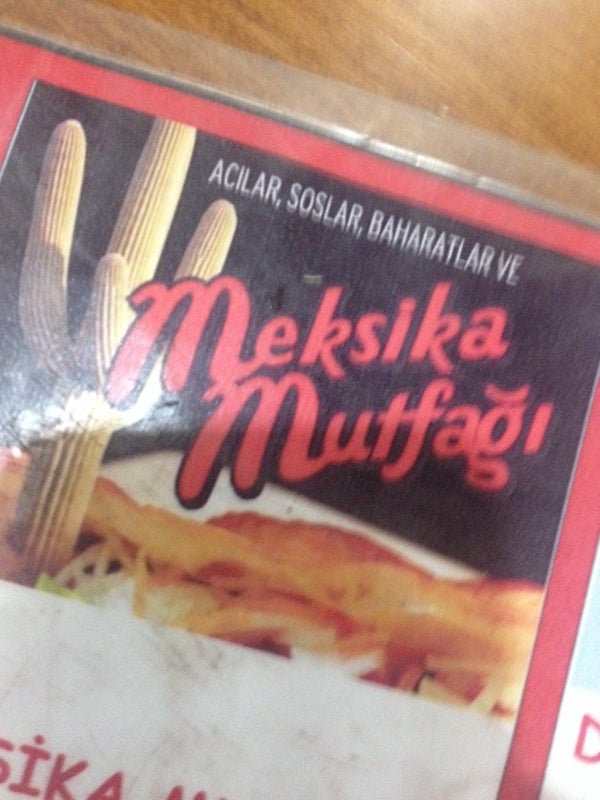 ACILAR, SOSLAR, BAHARATLAR VE
Meksika
Mutfağı